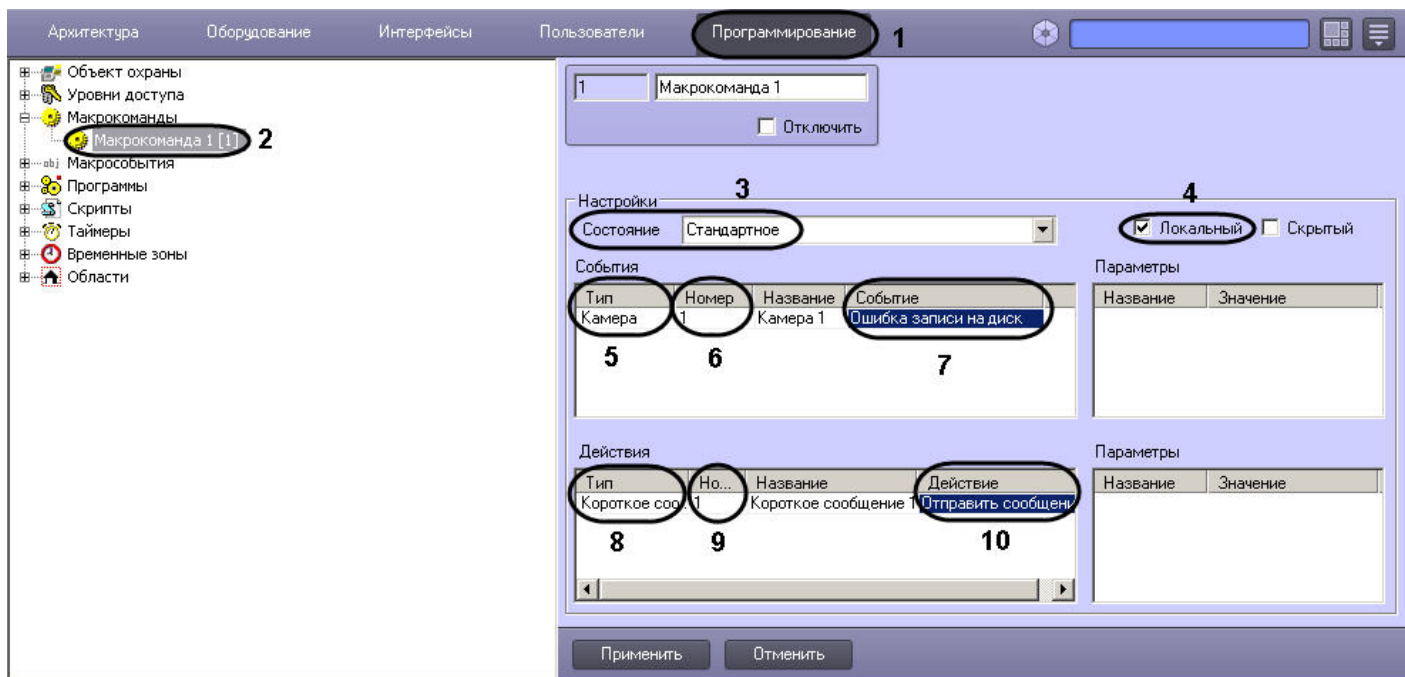 Архитектура Оборудование Интерфейсы Пользователи Программирование 1
Объект охраны
Уровни доступа
Макрокоманды
Макрокоманда 1 [1] 2
obj Макрособытия
Программы
Скрипты
Таймеры
Временные зоны
Области
1 Макрокоманда 1
Отключить
3 4
Настройки
Состояние Стандартное Локальный Скрытый
События Параметры
Тип Номер Название Событие Название Значение
Камера 1 Камера 1 Ошибка записи на диск
5 6 7
Действия Параметры
Тип Но... Название Действие Название Значение
Короткое соо... 1 Короткое сообщение 1 Отправить сообщени
8 9 10
Применить Отменить